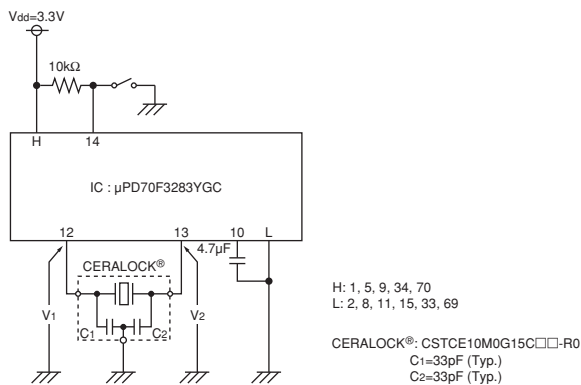 Vdd=3.3V
10kΩ
H
14
IC : µPD70F3283YGC
12
13
10
L
4.7µF
CERALOCK®
V1
C1
C2
V2
H: 1, 5, 9, 34, 70
L: 2, 8, 11, 15, 33, 69
CERALOCK®: CSTCE10M0G15C□□-R0
C1=33pF (Typ.)
C2=33pF (Typ.)